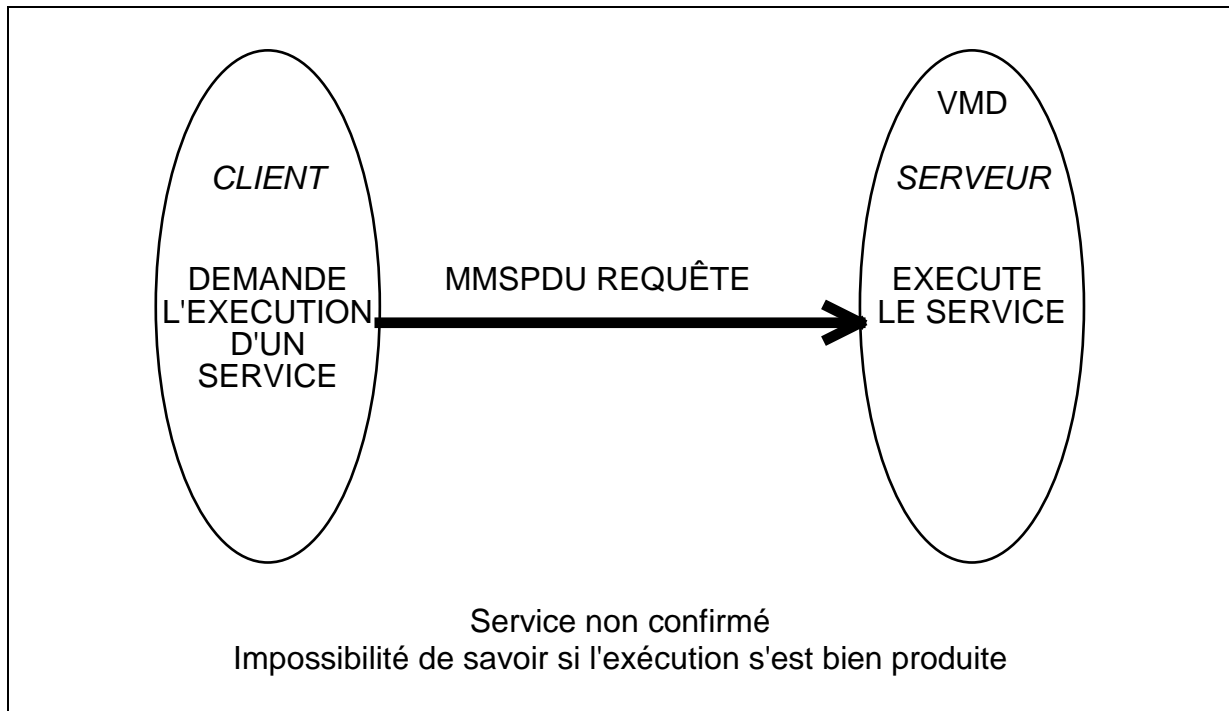 CLIENT
DEMANDE
L'EXECUTION
D'UN
SERVICE
MMSPDU REQUÊTE
VMD
SERVEUR
EXECUTE
LE SERVICE
Service non confirmé
Impossibilité de savoir si l'exécution s'est bien produite